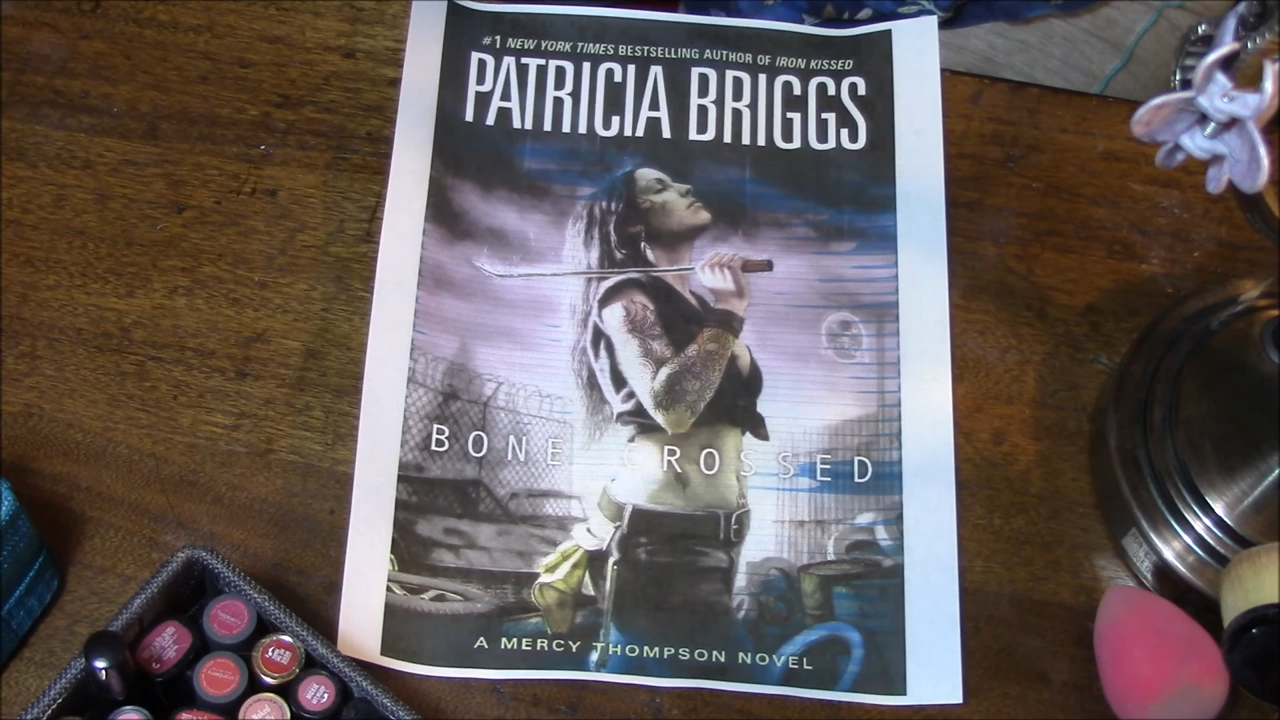 #1 NEW YORK TIMES BESTSELLING AUTHOR OF IRON KISSED
PATRICIA BRIGGS
BONE CROSSED
A MERCY THOMPSON NOVEL